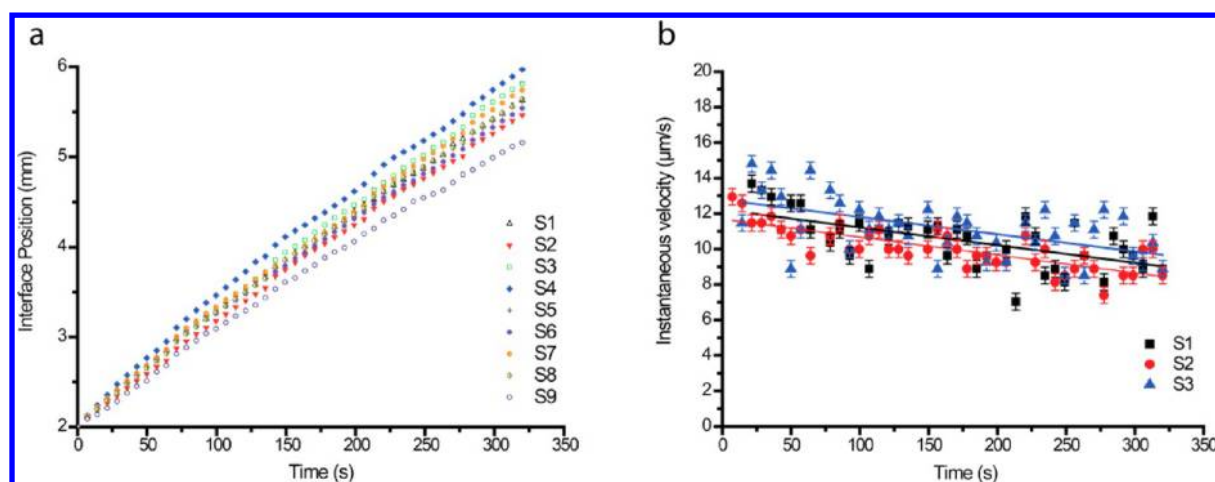 a
6
5
4
3
2
Interface Position (mm)
0 50 100 150 200 250 300 350
Time (s)
S1
S2
S3
S4
S5
S6
S7
S8
S9
b
20
18
16
14
12
10
8
6
4
2
0
Instantaneous velocity (μm/s)
0 50 100 150 200 250 300 350
Time (s)
S1
S2
S3